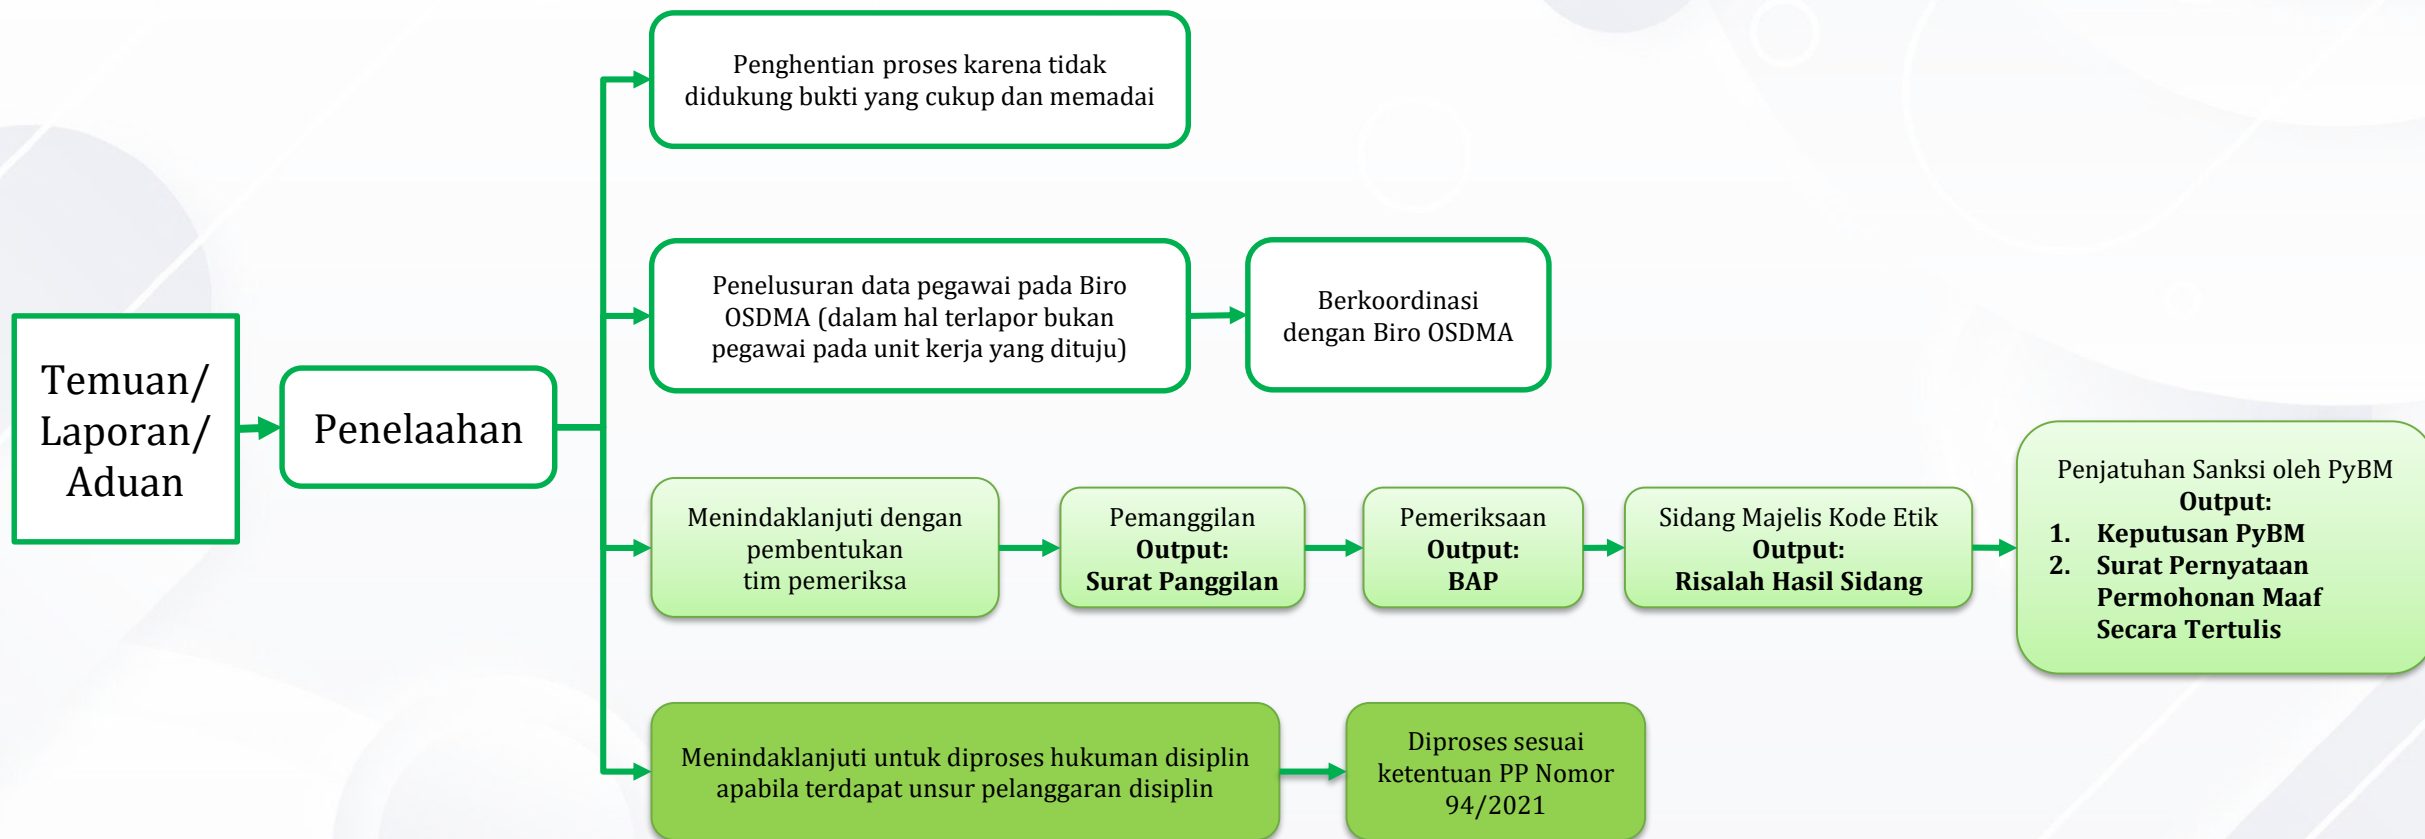 Temuan/
Laporan/
Aduan
Penelaahan
Penghentian proses karena tidak
didukung bukti yang cukup dan memadai
Penelusuran data pegawai pada Biro
OSDMA (dalam hal terlapor bukan
pegawai pada unit kerja yang dituju)
Berkoordinasi
dengan Biro OSDMA
Menindaklanjuti dengan
pembentukan
tim pemeriksa
Pemanggilan
Output:
Surat Panggilan
Pemeriksaan
Output:
BAP
Sidang Majelis Kode Etik
Output:
Risalah Hasil Sidang
Penjatuhan Sanksi oleh PyBM
Output:
1. Keputusan PyBM
2. Surat Pernyataan
Permohonan Maaf
Secara Tertulis
Menindaklanjuti untuk diproses hukuman disiplin
apabila terdapat unsur pelanggaran disiplin
Diproses sesuai
ketentuan PP Nomor
94/2021